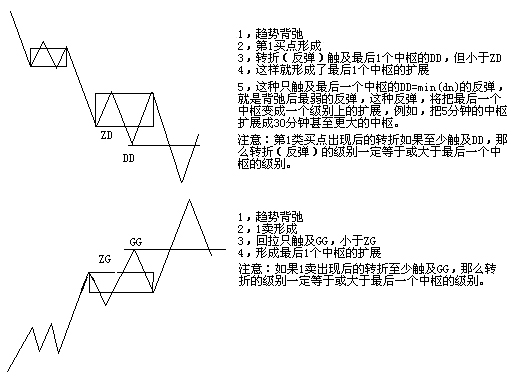 1，趋势背弛
2，第1买点形成
3，转折（反弹）触及最后1个中枢的DD，但小于ZD
4，这样就形成了最后1个中枢的扩展
5，这种只触及最后一个中枢的DD=min(dn)的反弹，
就是背弛后最弱的反弹，这种反弹，将把最后一个
中枢变成一个级别上的扩展，例如，把5分钟的中枢
扩展成30分钟甚至更大的中枢。
注意：第1类买点出现后的转折如果至少触及DD，那
么转折（反弹）的级别一定等于或大于最后一个中
枢的级别。
ZD
DD
1，趋势背弛
2，1卖形成
3，回拉只触及GG，小于ZG
4，形成最后1个中枢的扩展
注意：如果1卖出现后的转折至少触及GG，那么转
折的级别一定等于或大于最后一个中枢的级别。
GG
ZG